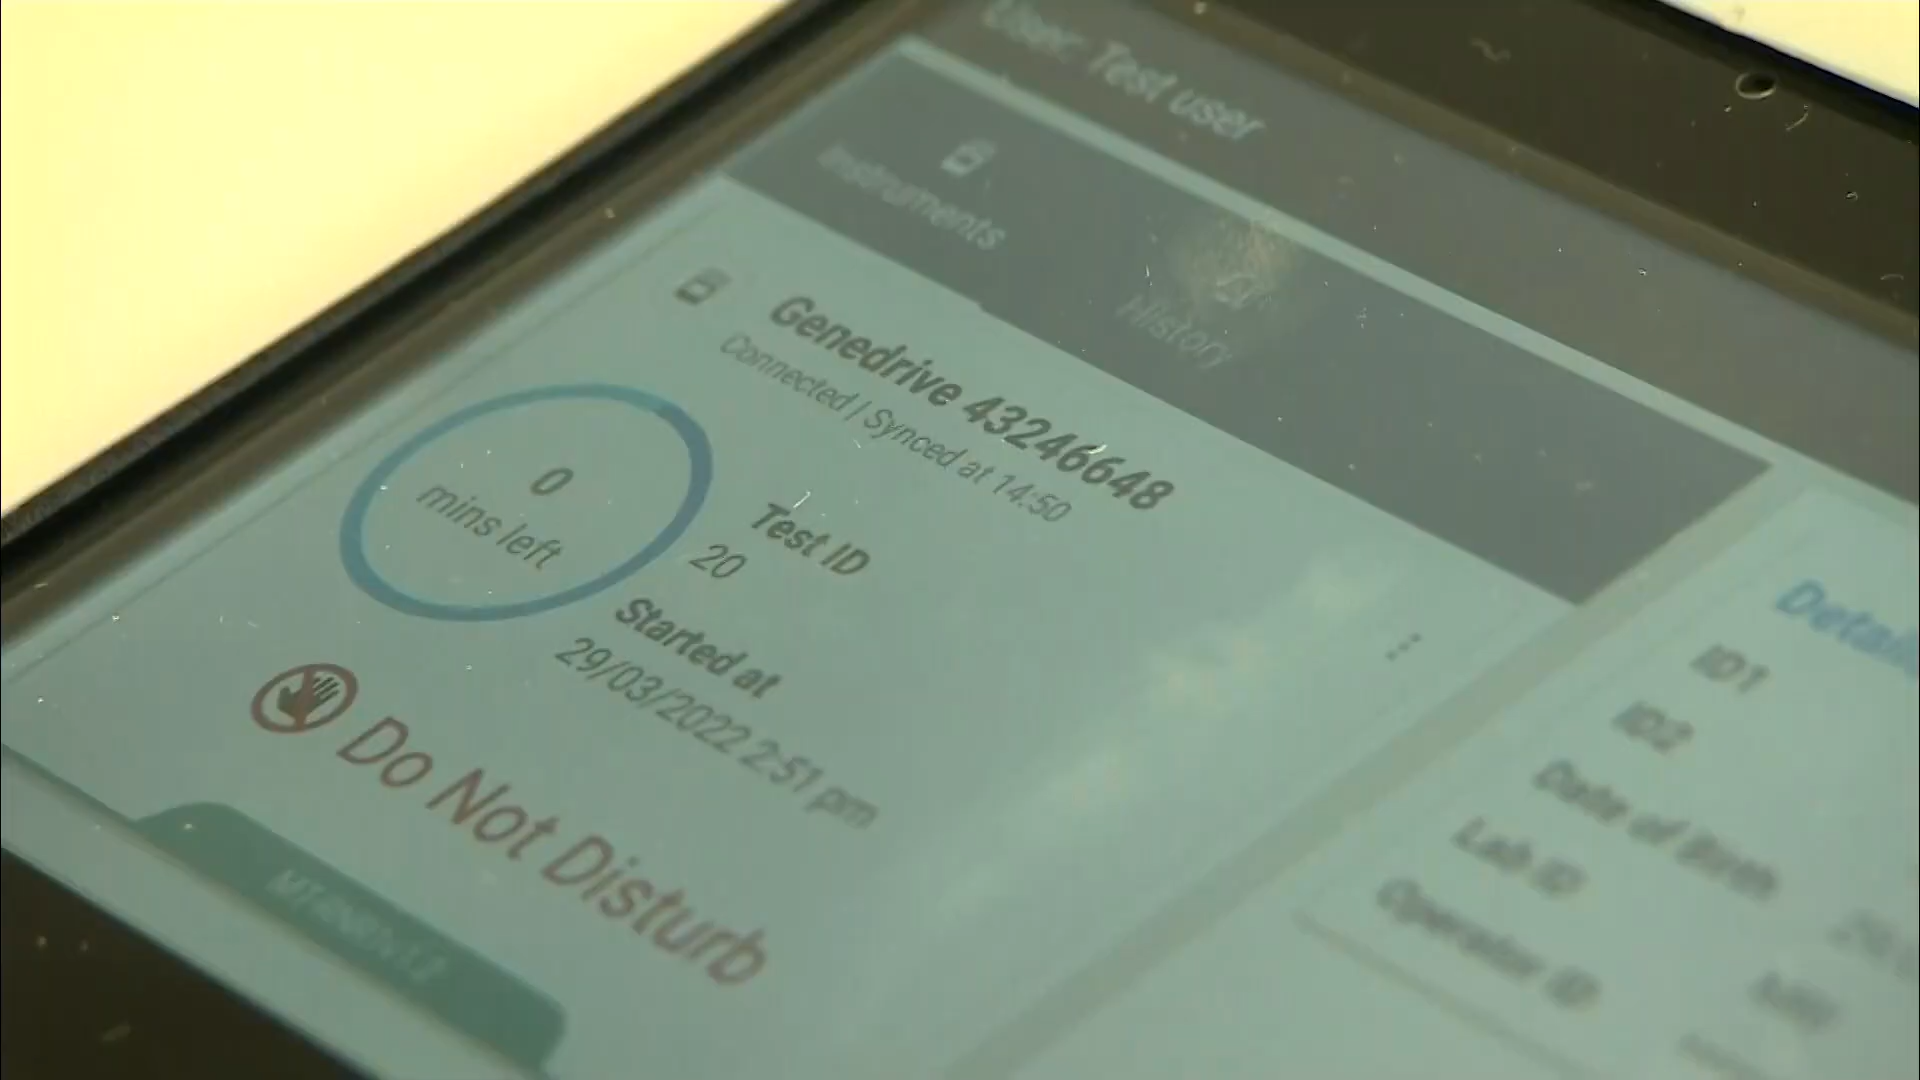 User: Test user
Instruments
History
Genedrive 43246648
Connected | Synced at 14:50
0
mins left
Test ID
20
Started at
29/03/2022 2:51 pm
Do Not Disturb
Details
ID1
ID2
Date of Birth
Lab ID
Operator ID